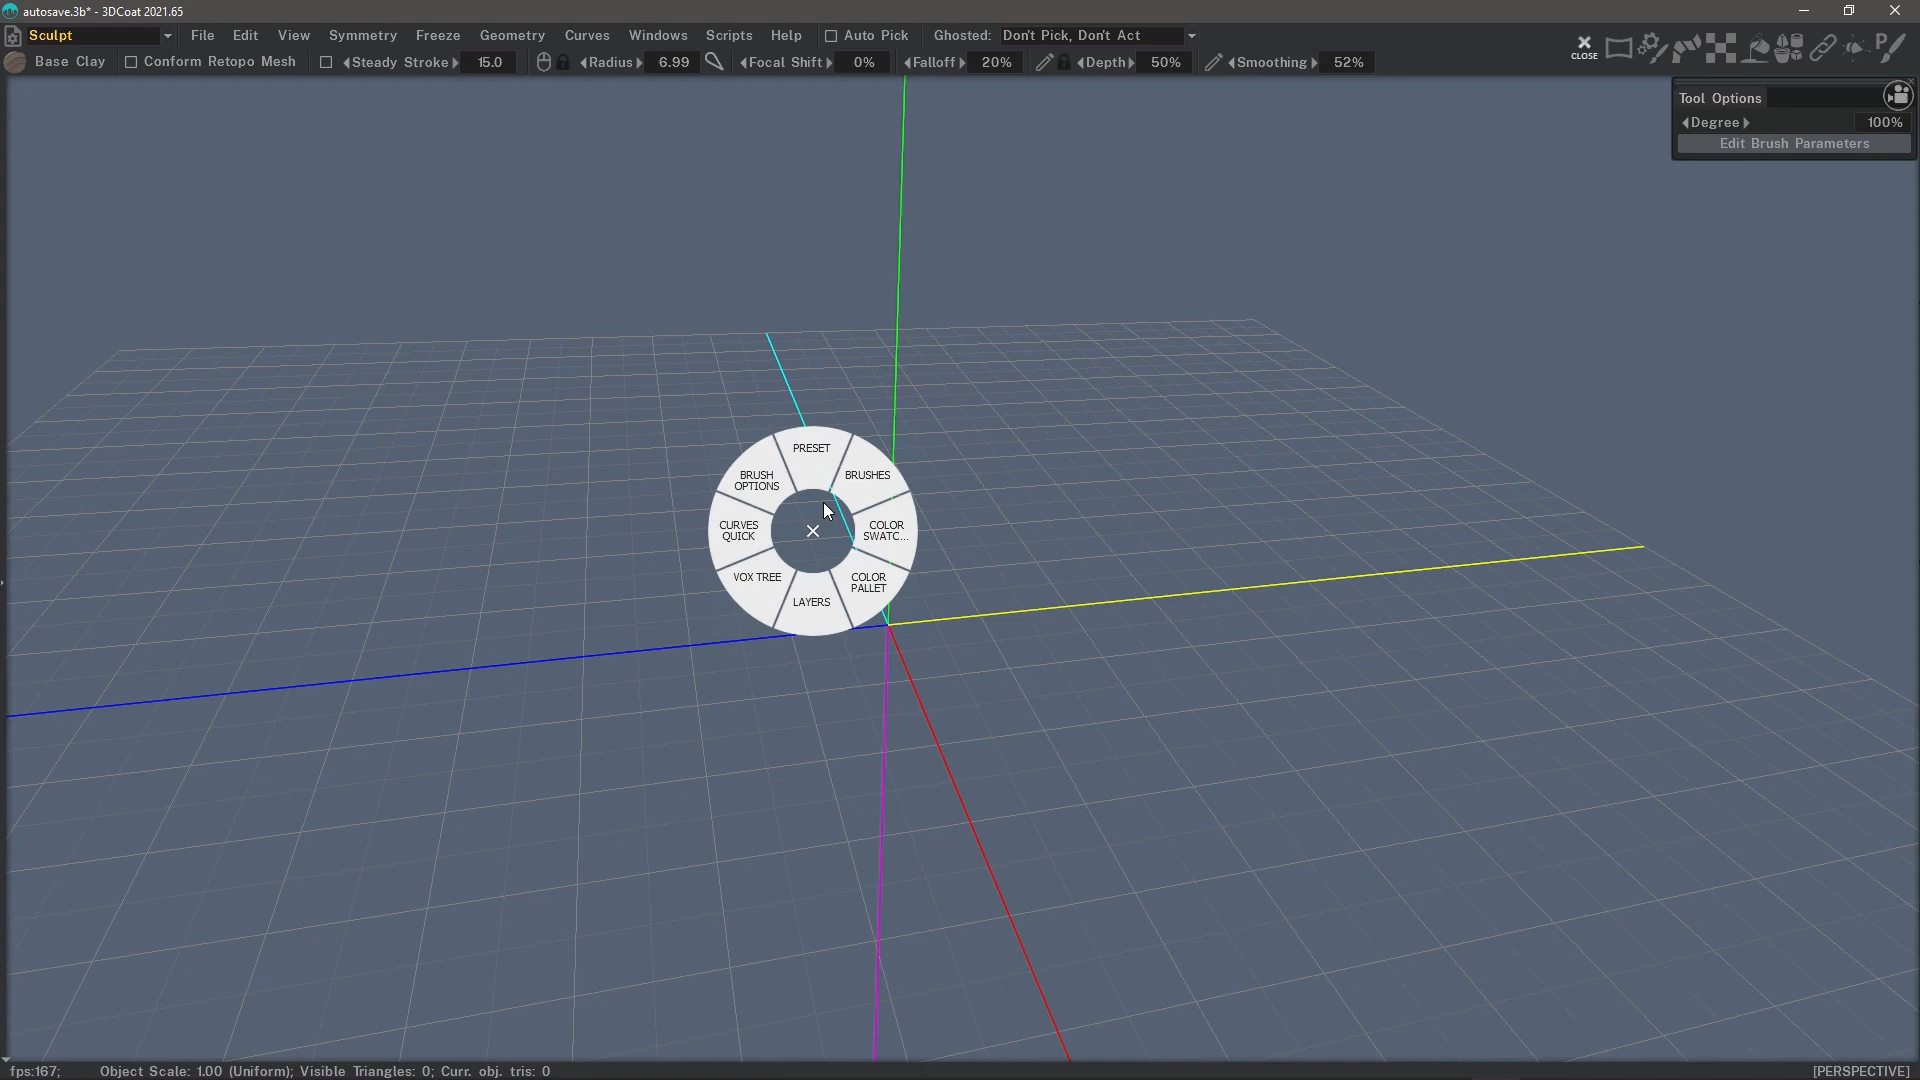 autosave.3b* - 3DCoat 2021.65
Sculpt File Edit View Symmetry Freeze Geometry Curves Windows Scripts Help Auto Pick Ghosted: Don't Pick, Don't Act
CLOSE
Base Clay Conform Retopo Mesh Steady Stroke 15.0 Radius 6.99 Focal Shift 0% Falloff 20% Depth 50% Smoothing 52%
Tool Options
Degree 100%
Edit Brush Parameters
PRESET
BRUSHES
BRUSH
OPTIONS
CURVES
QUICK
COLOR
SWATC...
VOX TREE
COLOR
PALLET
LAYERS
fps:167; Object Scale: 1.00 (Uniform); Visible Triangles: 0; Curr. obj. tris: 0 [PERSPECTIVE]